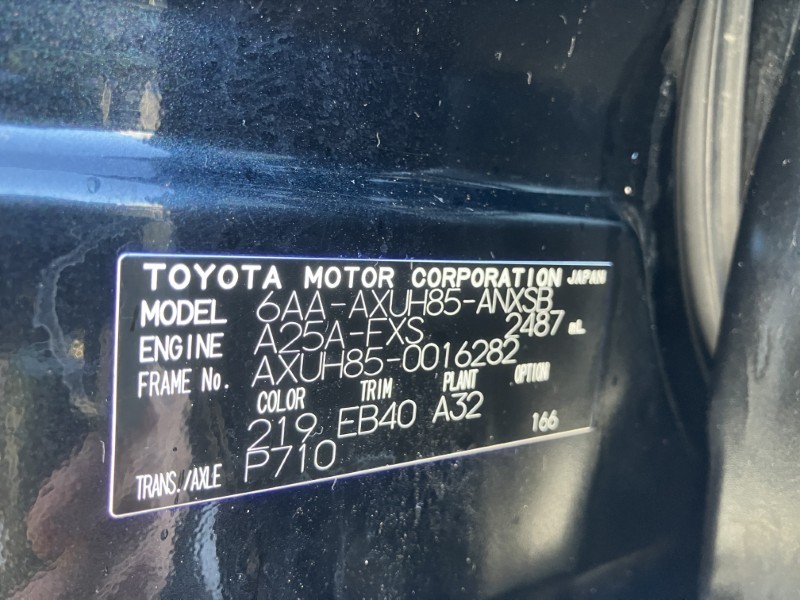 TOYOTA MOTOR CORPORATION JAPAN
MODEL 6AA-AXUH85-ANXSB
ENGINE A25A-FXS 2487 mL
FRAME No. AXUH85-0016282
COLOR TRIM PLANT OPTION
219 EB40 A32 166
TRANS./AXLE P710